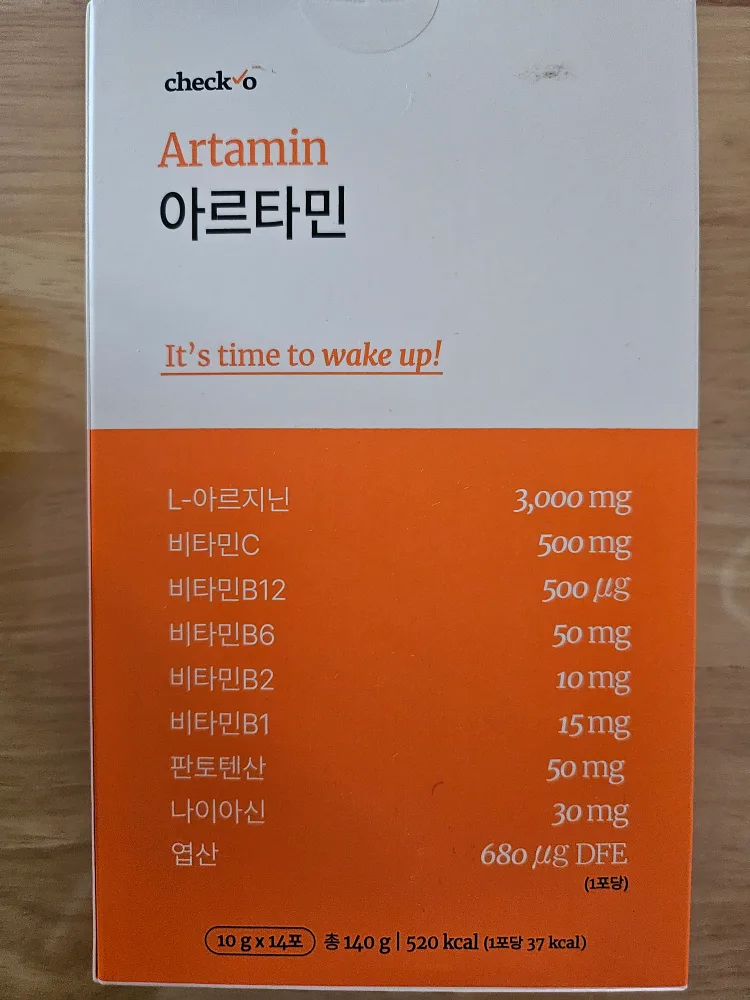 check✓o
Artamin
아르타민
It's time to wake up!
L-아르지닌 3,000 mg
비타민C 500 mg
비타민B12 500 µg
비타민B6 50 mg
비타민B2 10 mg
비타민B1 15 mg
판토텐산 50 mg
나이아신 30 mg
엽산 680 µg DFE
(1포당)
10 g x 14포 총 140 g | 520 kcal (1포당 37 kcal)